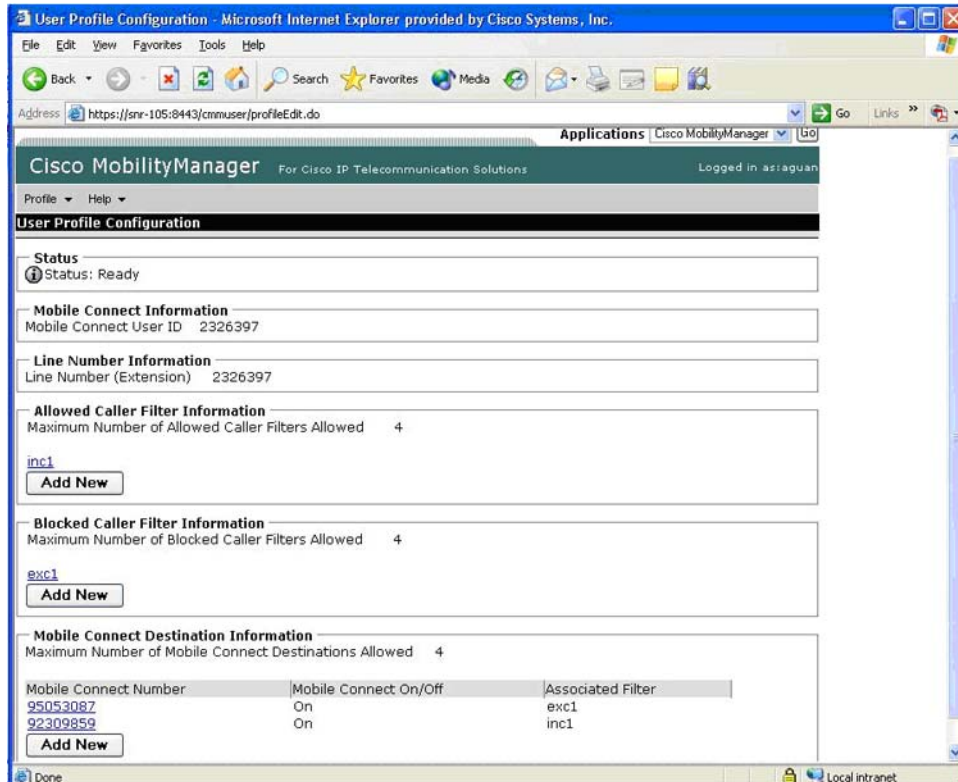 User Profile Configuration - Microsoft Internet Explorer provided by Cisco Systems, Inc.
File Edit View Favorites Tools Help
Back Search Favorites Media
Address https://snr-105:8443/cmmuser/profileEdit.do Go Links »
Applications Cisco MobilityManager Go
Cisco MobilityManager For Cisco IP Telecommunication Solutions Logged in as:aguan
Profile Help
User Profile Configuration
Status
Status: Ready
Mobile Connect Information
Mobile Connect User ID 2326397
Line Number Information
Line Number (Extension) 2326397
Allowed Caller Filter Information
Maximum Number of Allowed Caller Filters Allowed 4
inc1
Add New
Blocked Caller Filter Information
Maximum Number of Blocked Caller Filters Allowed 4
exc1
Add New
Mobile Connect Destination Information
Maximum Number of Mobile Connect Destinations Allowed 4
Mobile Connect Number Mobile Connect On/Off Associated Filter
95053087 On exc1
92309859 On inc1
Add New
Done Local intranet